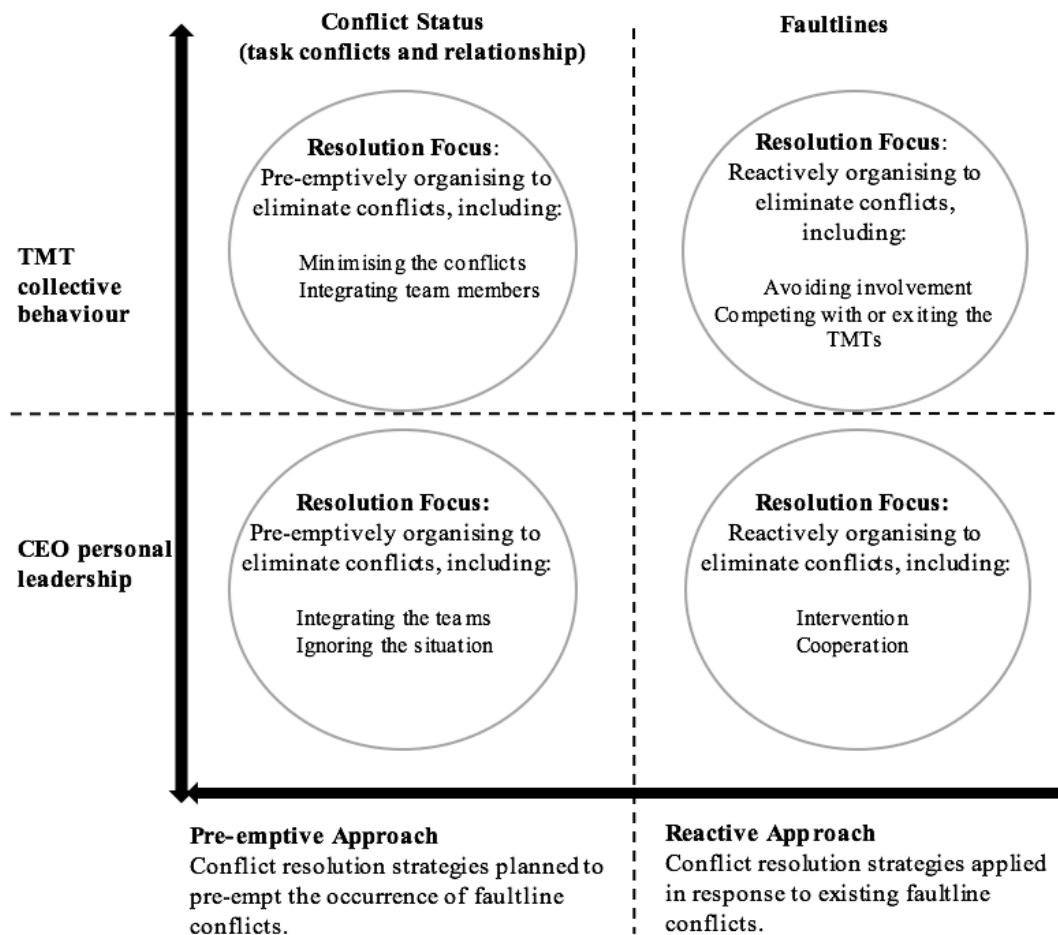 Conflict Status
(task conflicts and relationship)
Faultlines
TMT
collective
behaviour
Resolution Focus:
Pre-emptively organising to
eliminate conflicts, including:
Minimising the conflicts
Integrating team members
Resolution Focus:
Reactively organising to
eliminate conflicts,
including:
Avoiding involvement
Competing with or exiting the
TMTs
CEO personal
leadership
Resolution Focus:
Pre-emptively organising to
eliminate conflicts, including:
Integrating the teams
Ignoring the situation
Resolution Focus:
Reactively organising to
eliminate conflicts, including:
Intervention
Cooperation
Pre-emptive Approach
Conflict resolution strategies planned to
pre-empt the occurrence of faultline
conflicts.
Reactive Approach
Conflict resolution strategies applied
in response to existing faultline
conflicts.